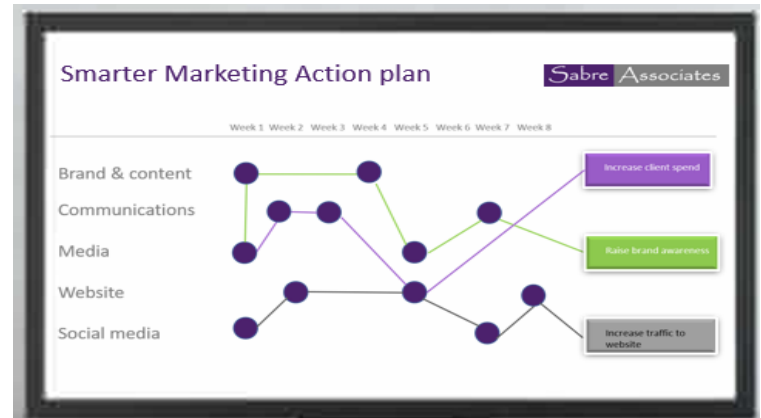 Smarter Marketing Action plan
Sabre Associates
Week 1 Week 2 Week 3 Week 4 Week 5 Week 6 Week 7 Week 8
Brand & content
Increase client spend
Communications
Media
Raise brand awareness
Website
Social media
Increase traffic to
website